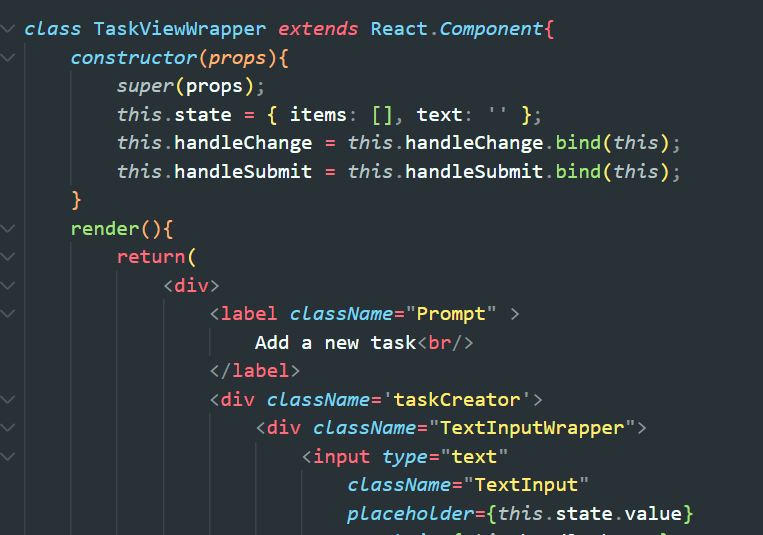 class TaskViewWrapper extends React.Component{
constructor(props){
super(props);
this.state = { items: [], text: '' };
this.handleChange = this.handleChange.bind(this);
this.handleSubmit = this.handleSubmit.bind(this);
}
render(){
return(
<div>
<label className="Prompt" >
Add a new task<br/>
</label>
<div className='taskCreator'>
<div className="TextInputWrapper">
<input type="text"
className="TextInput"
placeholder={this.state.value}